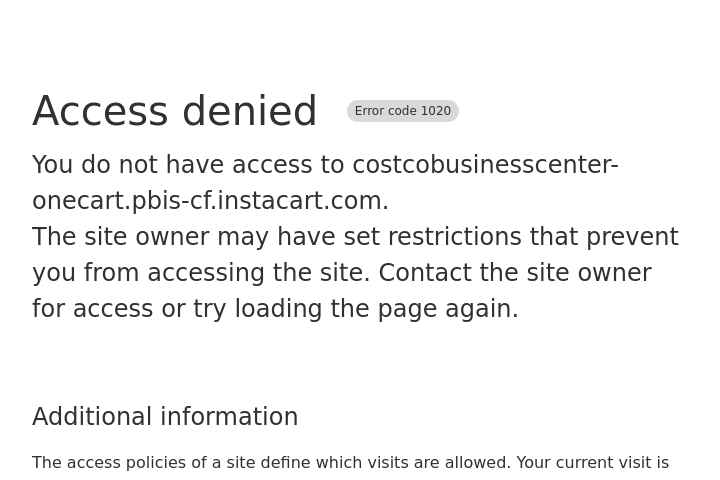 Access denied Error code 1020
You do not have access to costcobusinesscenter-
onecart.pbis-cf.instacart.com.
The site owner may have set restrictions that prevent
you from accessing the site. Contact the site owner
for access or try loading the page again.
Additional information
The access policies of a site define which visits are allowed. Your current visit is